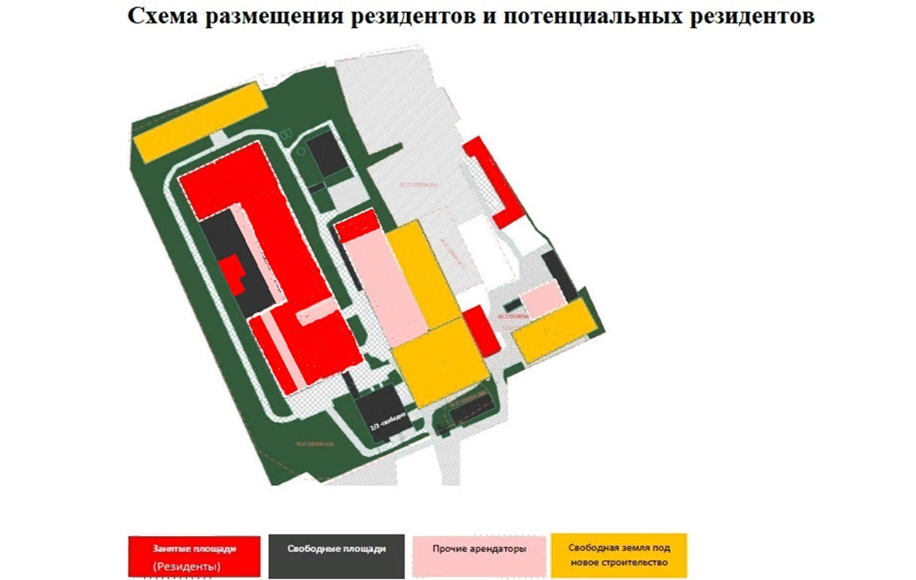 Схема размещения резидентов и потенциальных резидентов
2/3 -свободно
Занятые площади
(Резиденты)
Свободные площади
Прочие арендаторы
Свободная земля под
новое строительство